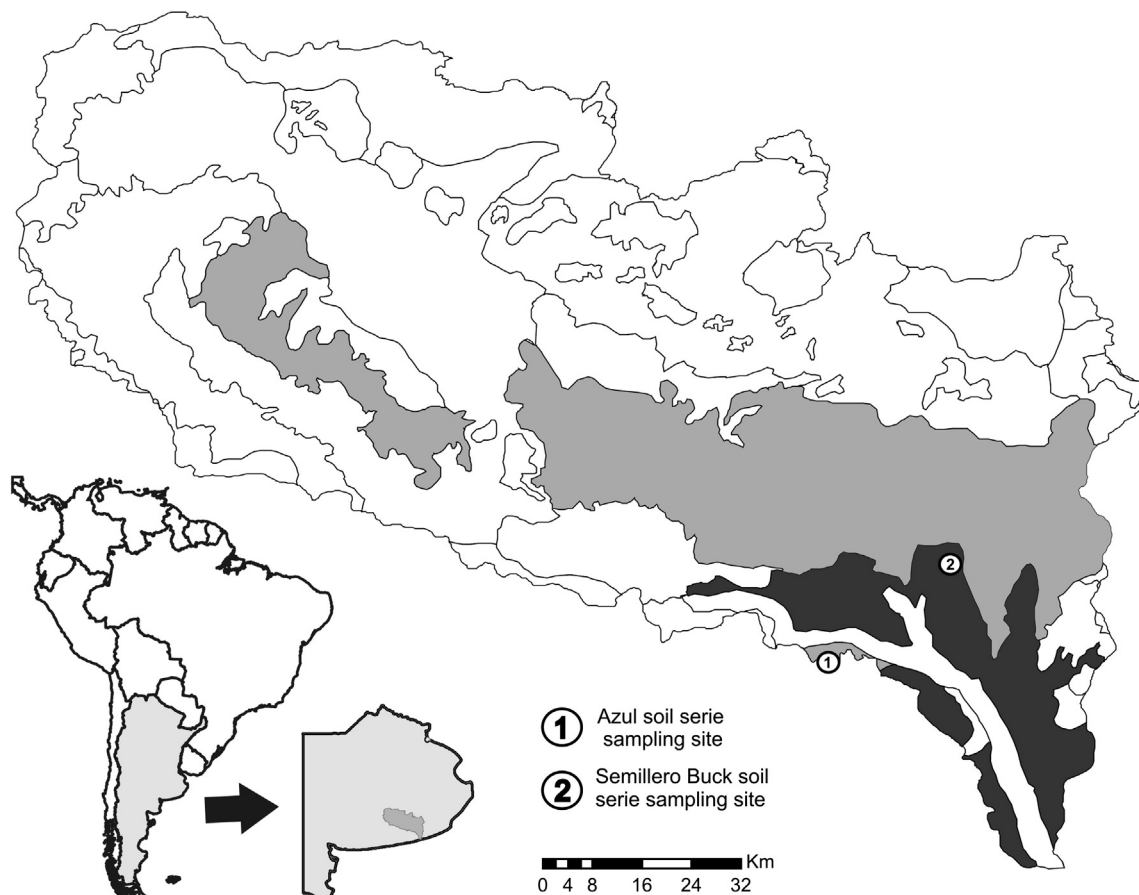 2
1
1 Azul soil serie
sampling site
2 Semillero Buck soil
serie sampling site
Km
0 4 8 16 24 32